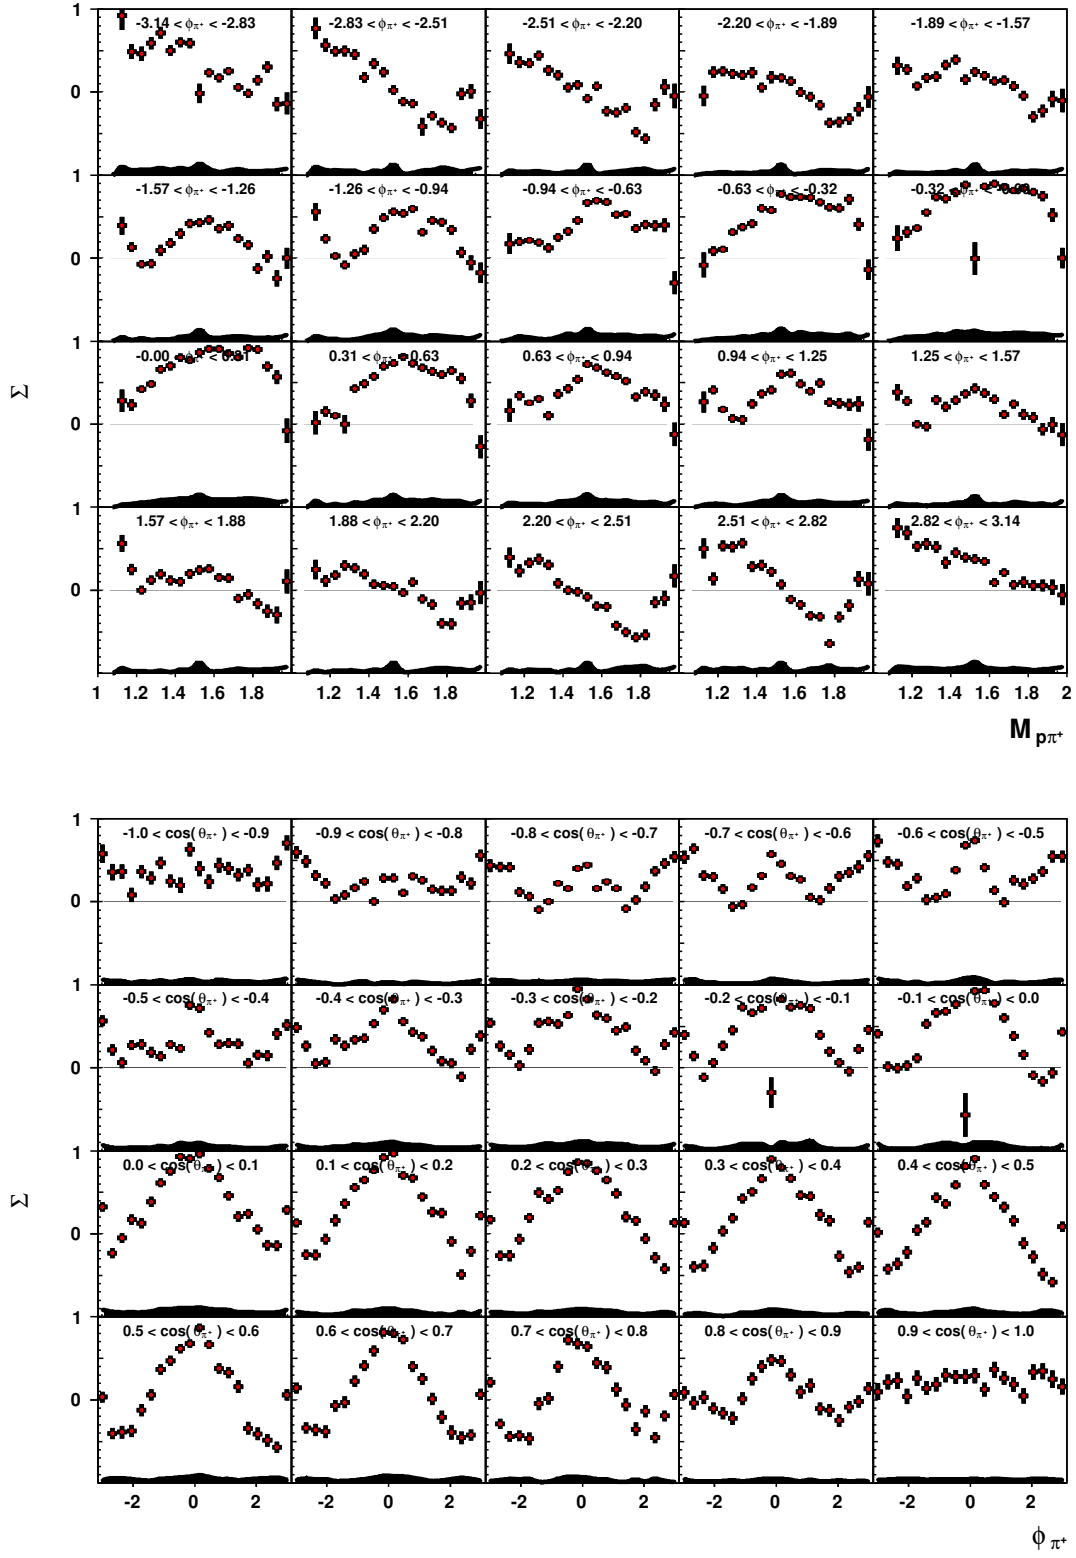 1
-3.14 < ϕπ+ < -2.83
-2.83 < ϕπ+ < -2.51
-2.51 < ϕπ+ < -2.20
-2.20 < ϕπ+ < -1.89
-1.89 < ϕπ+ < -1.57
0
1
-1.57 < ϕπ+ < -1.26
-1.26 < ϕπ+ < -0.94
-0.94 < ϕπ+ < -0.63
-0.63 < ϕπ+ < -0.32
-0.32 < ϕπ+ <
0
1
-0.00 < ϕπ+ <
0.31 < ϕπ+ < 0.63
0.63 < ϕπ+ < 0.94
0.94 < ϕπ+ < 1.25
1.25 < ϕπ+ < 1.57
Σ
0
1
1.57 < ϕπ+ < 1.88
1.88 < ϕπ+ < 2.20
2.20 < ϕπ+ < 2.51
2.51 < ϕπ+ < 2.82
2.82 < ϕπ+ < 3.14
0
1 1.2 1.4 1.6 1.8 1.2 1.4 1.6 1.8 1.2 1.4 1.6 1.8 1.2 1.4 1.6 1.8 1.2 1.4 1.6 1.8 2
M pπ+
1
-1.0 < cos(θπ+) < -0.9
-0.9 < cos(θπ+) < -0.8
-0.8 < cos(θπ+) < -0.7
-0.7 < cos(θπ+) < -0.6
-0.6 < cos(θπ+) < -0.5
0
1
-0.5 < cos(θπ+) < -0.4
-0.4 < cos(θπ+) < -0.3
-0.3 < cos(θπ+) < -0.2
-0.2 < cos(θπ+) < -0.1
-0.1 < cos(θπ+) < 0.0
0
1
0.0 < cos(θπ+) < 0.1
0.1 < cos(θπ+) < 0.2
0.2 < cos(θπ+) < 0.3
0.3 < cos(θπ+) < 0.4
0.4 < cos(θπ+) < 0.5
Σ
0
1
0.5 < cos(θπ+) < 0.6
0.6 < cos(θπ+) < 0.7
0.7 < cos(θπ+) < 0.8
0.8 < cos(θπ+) < 0.9
0.9 < cos(θπ+) < 1.0
0
-2 0 2 -2 0 2 -2 0 2 -2 0 2 -2 0 2
ϕ π+